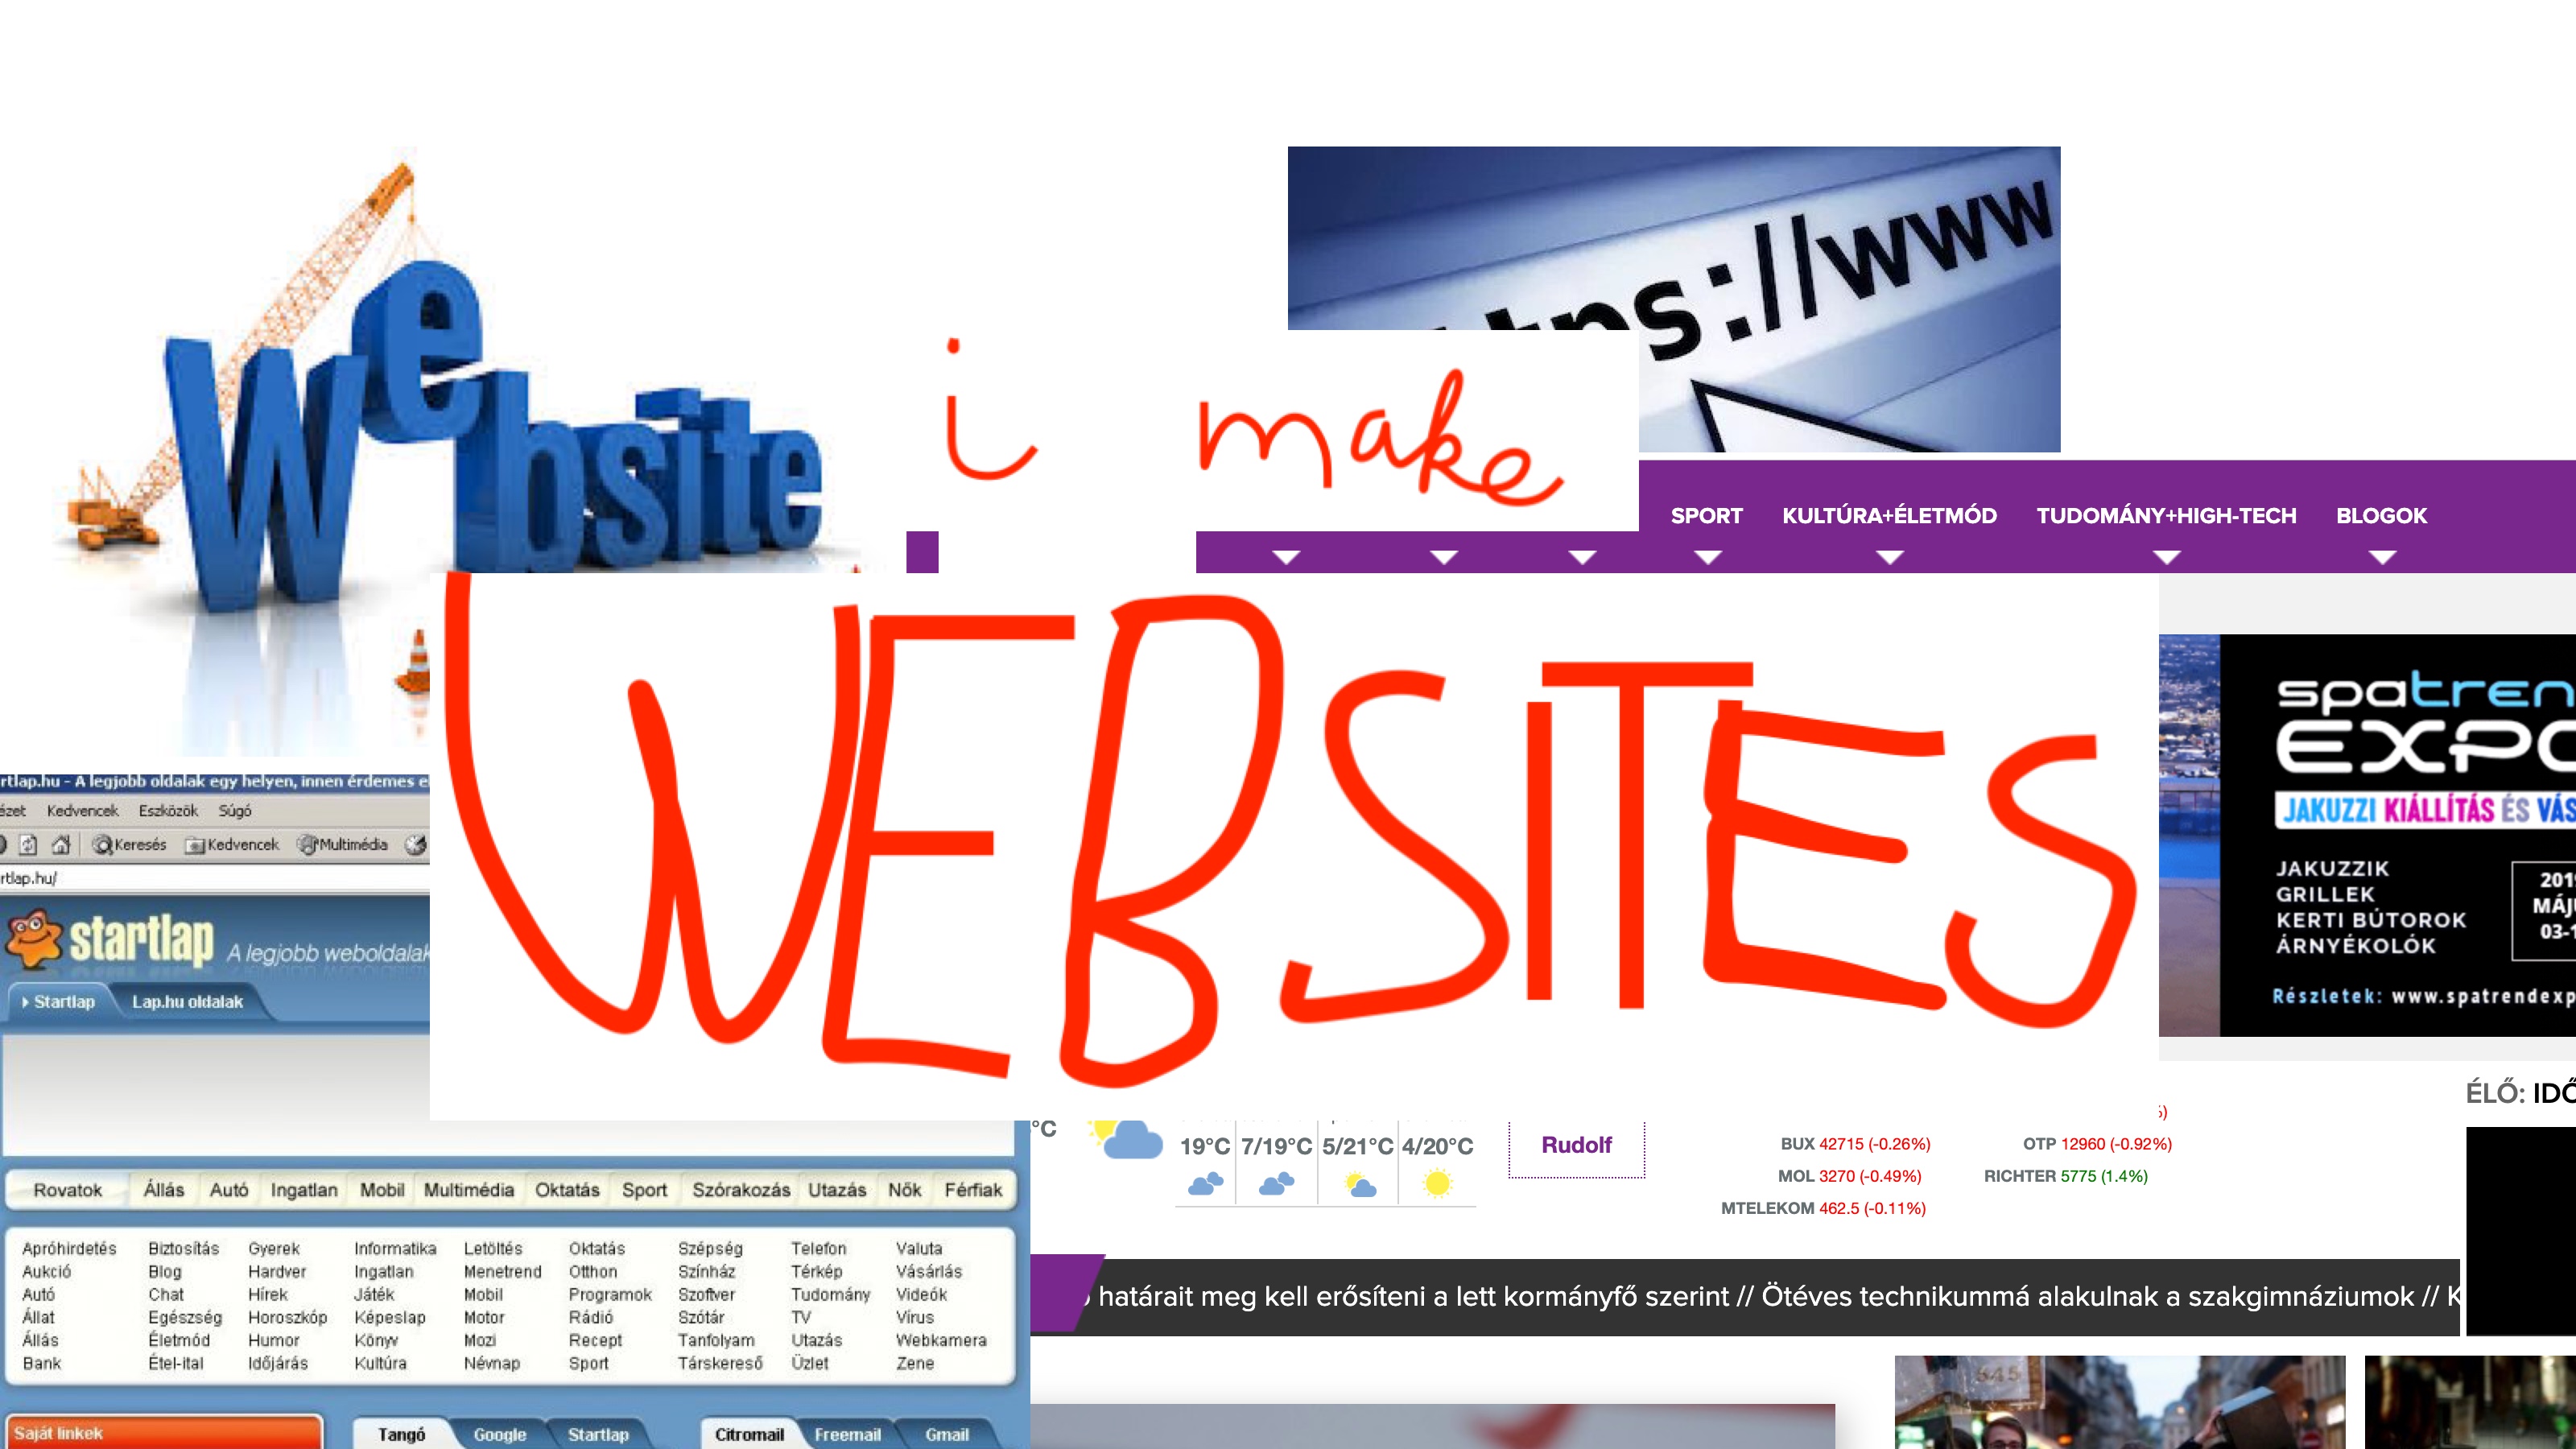 Website
tps://www
i make
SPORT KULTÚRA+ÉLETMÓD TUDOMÁNY+HIGH-TECH BLOGOK
WEBSITES
spatren
EXPO
JAKUZZI KIÁLLÍTÁS ÉS VÁS
JAKUZZIK
GRILLEK
KERTI BÚTOROK
ÁRNYÉKOLÓK
201
MÁJ
03-1
Részletek: www.spatrendexp
rtlap.hu - A legjobb oldalak egy helyen, innen érdemes e
ézet Kedvencek Eszközök Súgó
Keresés Kedvencek Multimédia
rtlap.hu/
startlap A legjobb weboldalak
Startlap Lap.hu oldalak
ÉLŐ: IDŐ
°C
19°C 7/19°C 5/21°C 4/20°C
Rudolf
BUX 42715 (-0.26%) OTP 12960 (-0.92%)
MOL 3270 (-0.49%) RICHTER 5775 (1.4%)
MTELEKOM 462.5 (-0.11%)
Rovatok Állás Autó Ingatlan Mobil Multimédia Oktatás Sport Szórakozás Utazás Nők Férfiak
Apróhirdetés Biztosítás Gyerek Informatika Letöltés Oktatás Szépség Telefon Valuta
Aukció Blog Hardver Ingatlan Menetrend Otthon Színház Térkép Vásárlás
Autó Chat Hírek Játék Mobil Programok Szoftver Tudomány Videók
Állat Egészség Horoszkóp Képeslap Motor Rádió Szótár TV Vírus
Állás Életmód Humor Könyv Mozi Recept Tanfolyam Utazás Webkamera
Bank Étel-ital Időjárás Kultúra Névnap Sport Társkereső Üzlet Zene
határait meg kell erősíteni a lett kormányfő szerint // Ötéves technikummá alakulnak a szakgimnáziumok // K
545
Saját linkek
Tangó Google Startlap
Citromail Freemail Gmail